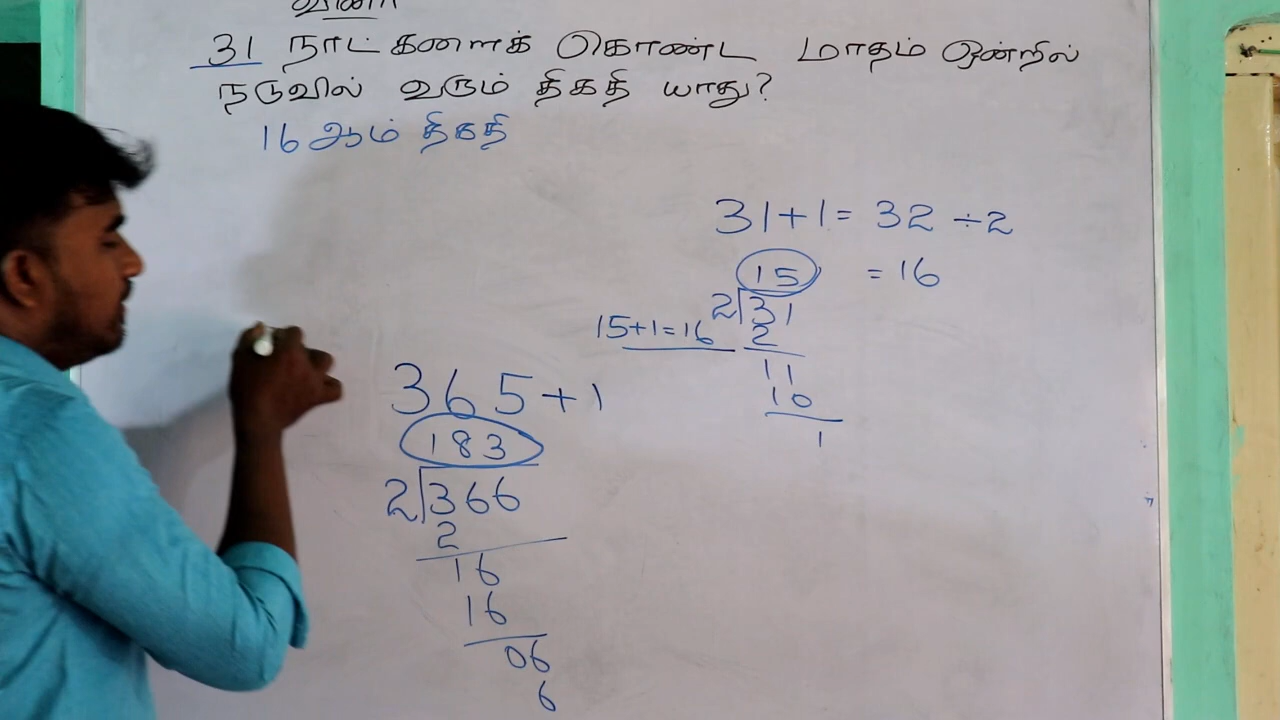 வினா
31 நாட்களைக் கொண்ட மாதம் ஒன்றில்
நடுவில் வரும் திகதி யாது?
16 ஆம் திகதி
31+1= 32 ÷2
15 = 16
2 31
15+1=16 2
11
10
1
365+1
183
2 366
2
16
16
06
6